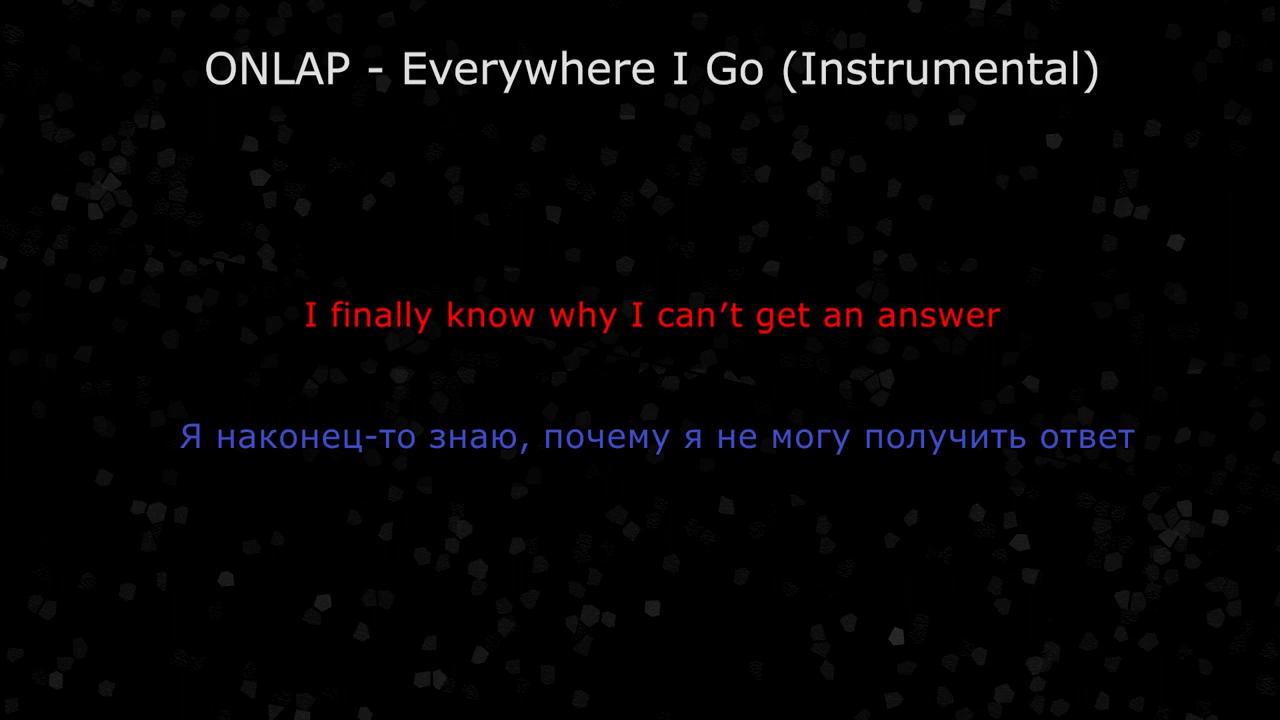 ONLAP - Everywhere I Go (Instrumental)
I finally know why I can’t get an answer
Я наконец-то знаю, почему я не могу получить ответ